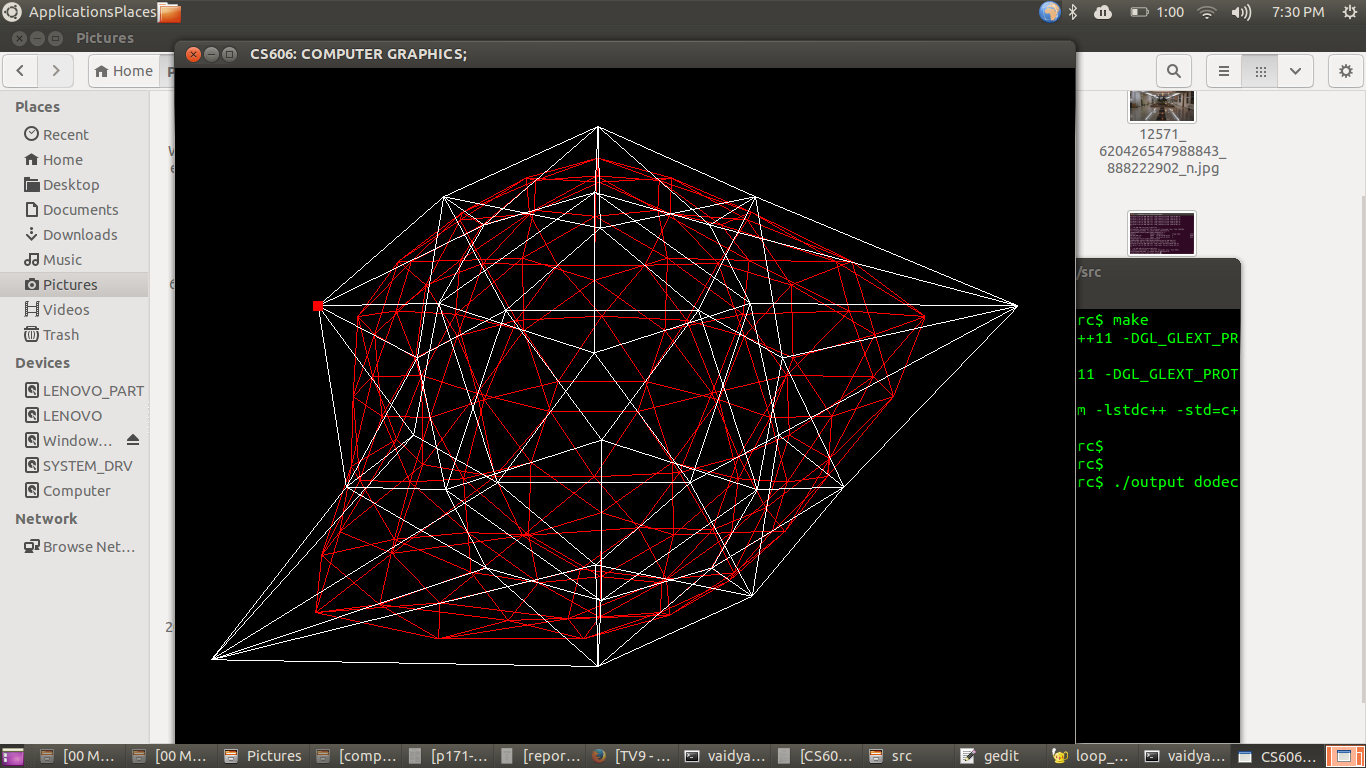 ApplicationsPlaces
1:00
7:30 PM
Pictures
CS606: COMPUTER GRAPHICS;
Home
Places
Recent
Home
Desktop
Documents
Downloads
Music
Pictures
Videos
Trash
Devices
LENOVO_PART
LENOVO
Window...
SYSTEM_DRV
Computer
Network
Browse Net...
12571_
620426547988843_
888222902_n.jpg
/src
rc$ make
++11 -DGL_GLEXT_PR
11 -DGL_GLEXT_PROT
m -lstdc++ -std=c+
rc$
rc$
rc$ ./output dodec
[00 M...
[00 M...
Pictures
[comp...
[p171-...
[repor...
[TV9 -...
vaidya...
[CS60...
src
gedit
loop_...
vaidya...
CS606...